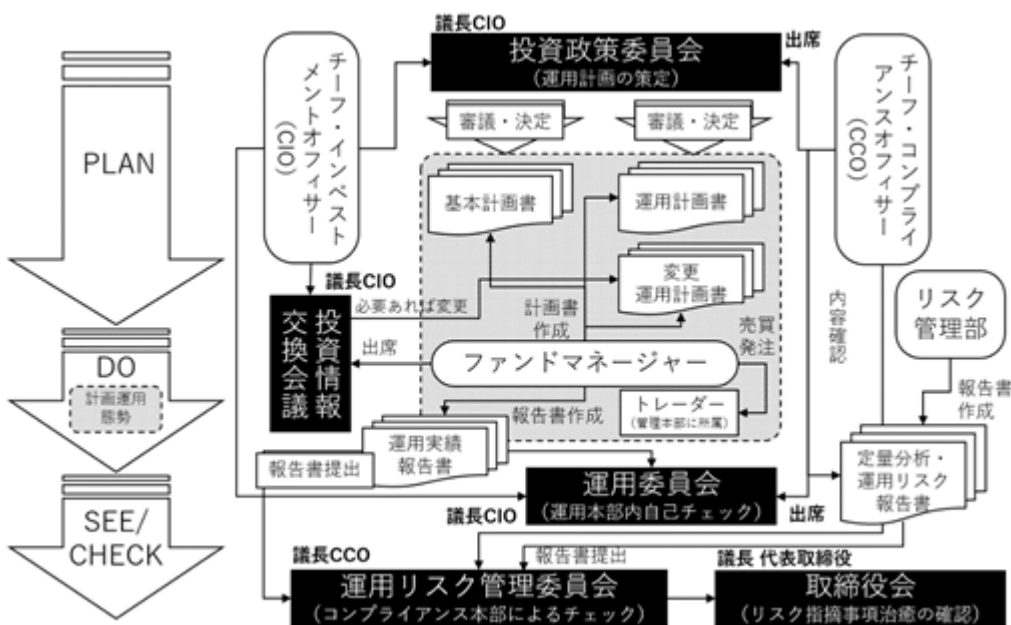 PLAN
DO
計画運用
態勢
SEE/
CHECK
チーフ・インベスト
メントオフィサー
(CIO)
議長CIO
投資政策委員会
(運用計画の策定)
出席
チーフ・コンプライ
アンスオフィサー
(CCO)
審議・決定
審議・決定
基本計画書
運用計画書
変更
運用計画書
議長CIO
投資情報
交換会議
必要あれば変更
計画書
作成
売買
発注
内容確認
リスク
管理部
出席
ファンドマネージャー
報告書作成
トレーダー
(管理本部に所属)
報告書
作成
運用実績
報告書
報告書提出
定量分析・
運用リスク
報告書
運用委員会
(運用本部内自己チェック)
議長CIO
出席
議長CCO
報告書提出
議長 代表取締役
運用リスク管理委員会
(コンプライアンス本部によるチェック)
取締役会
(リスク指摘事項治癒の確認)